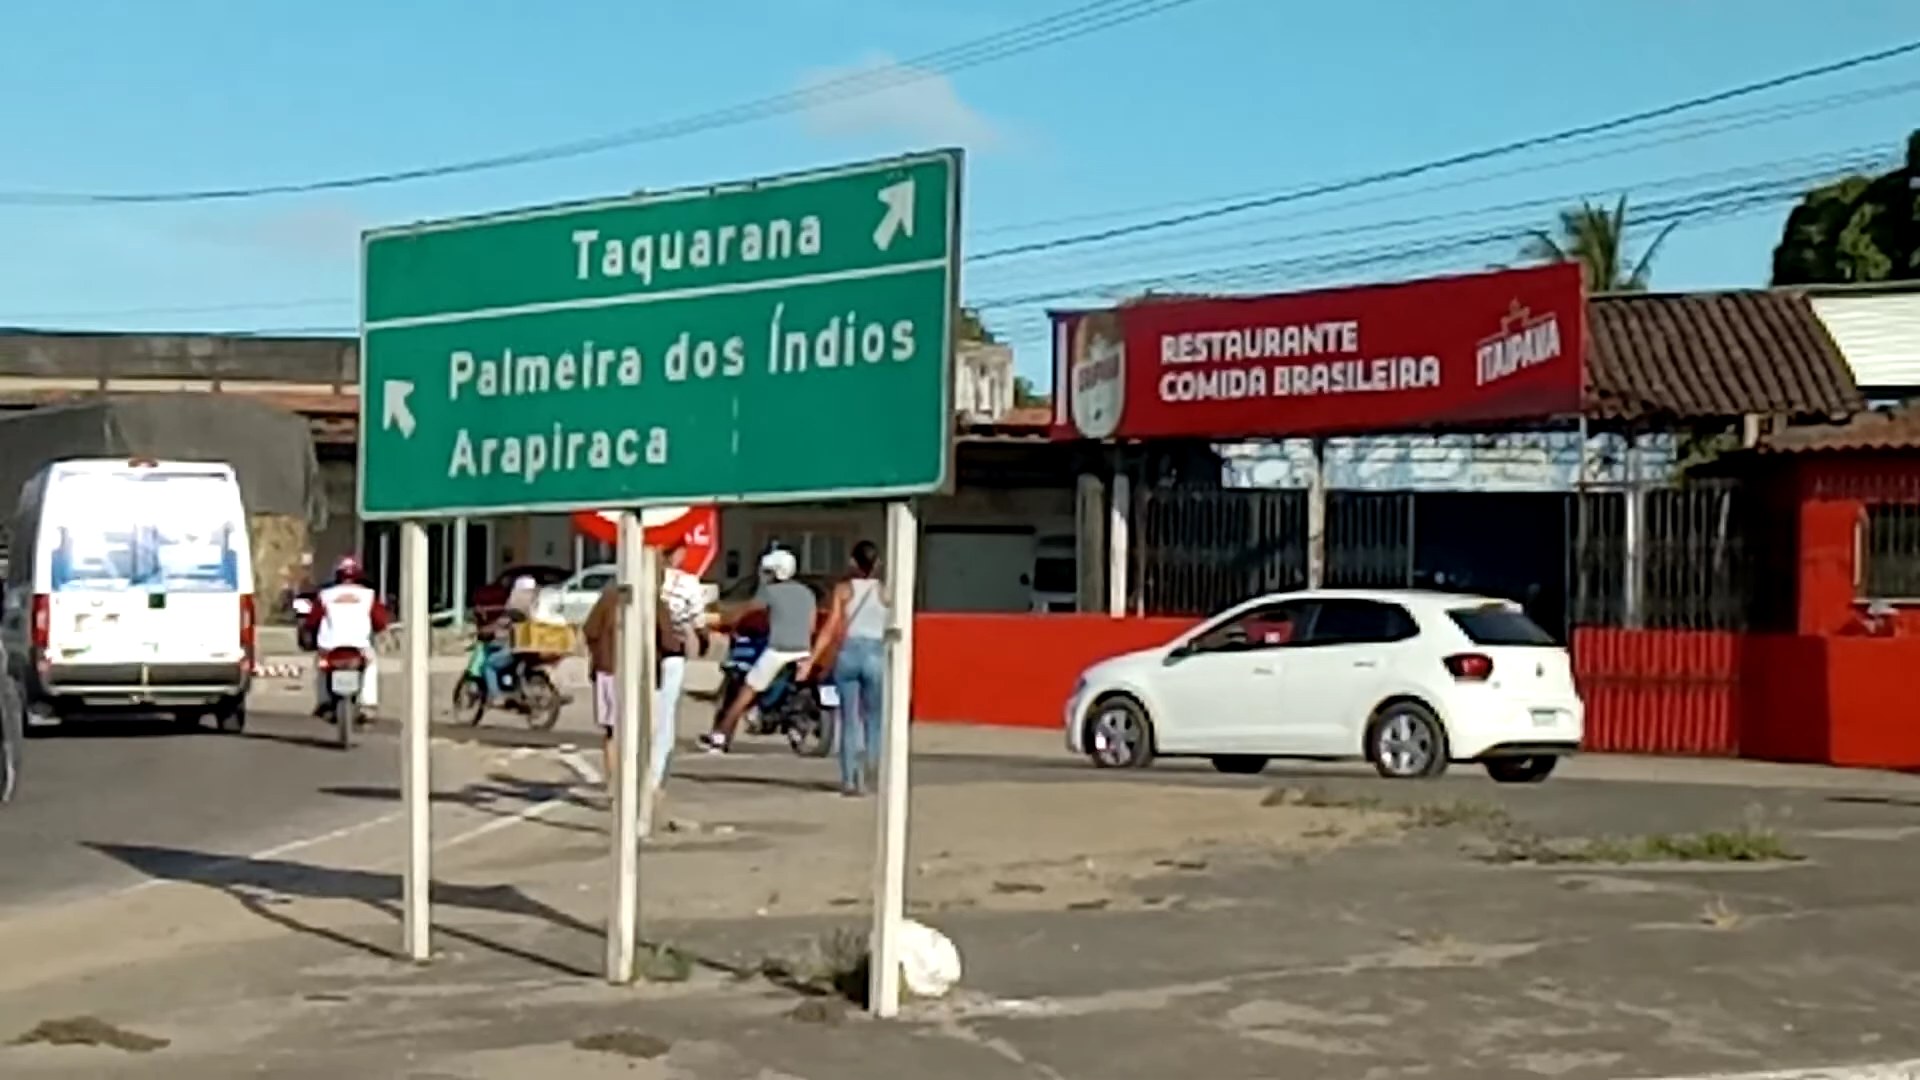 Taquarana
Palmeira dos Índios
Arapiraca
RESTAURANTE
COMIDA BRASILEIRA
ITAIPAVA